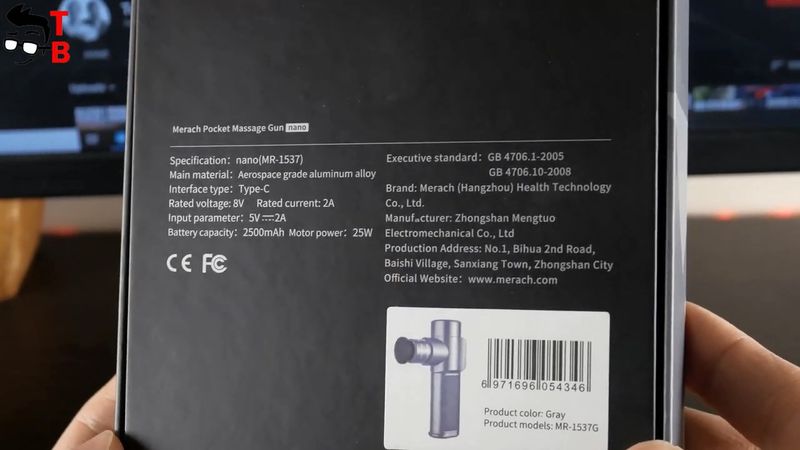 TB
Merach Pocket Massage Gun nano
Specification: nano(MR-1537)
Main material: Aerospace grade aluminum alloy
Interface type: Type-C
Rated voltage: 8V Rated current: 2A
Input parameter: 5V⎓2A
Battery capacity: 2500mAh Motor power: 25W
CE FC
Executive standard: GB 4706.1-2005
GB 4706.10-2008
Brand: Merach (Hangzhou) Health Technology
Co., Ltd.
Manufacturer: Zhongshan Mengtuo
Electromechanical Co., Ltd
Production Address: No.1, Bihua 2nd Road,
Baishi Village, Sanxiang Town, Zhongshan City
Official Website: www.merach.com
6 971696 054346
Product color: Gray
Product models: MR-1537G